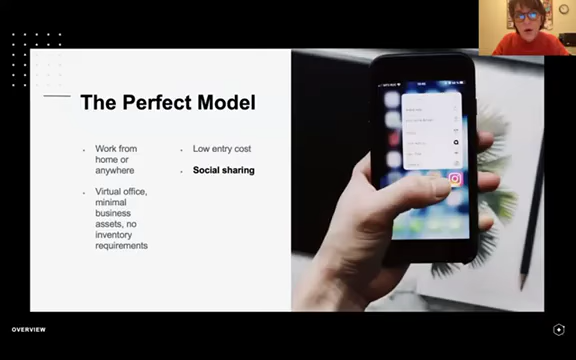 The Perfect Model
Work from
home or
anywhere
Virtual office,
minimal
business
assets, no
inventory
requirements
Low entry cost
Social sharing
OVERVIEW